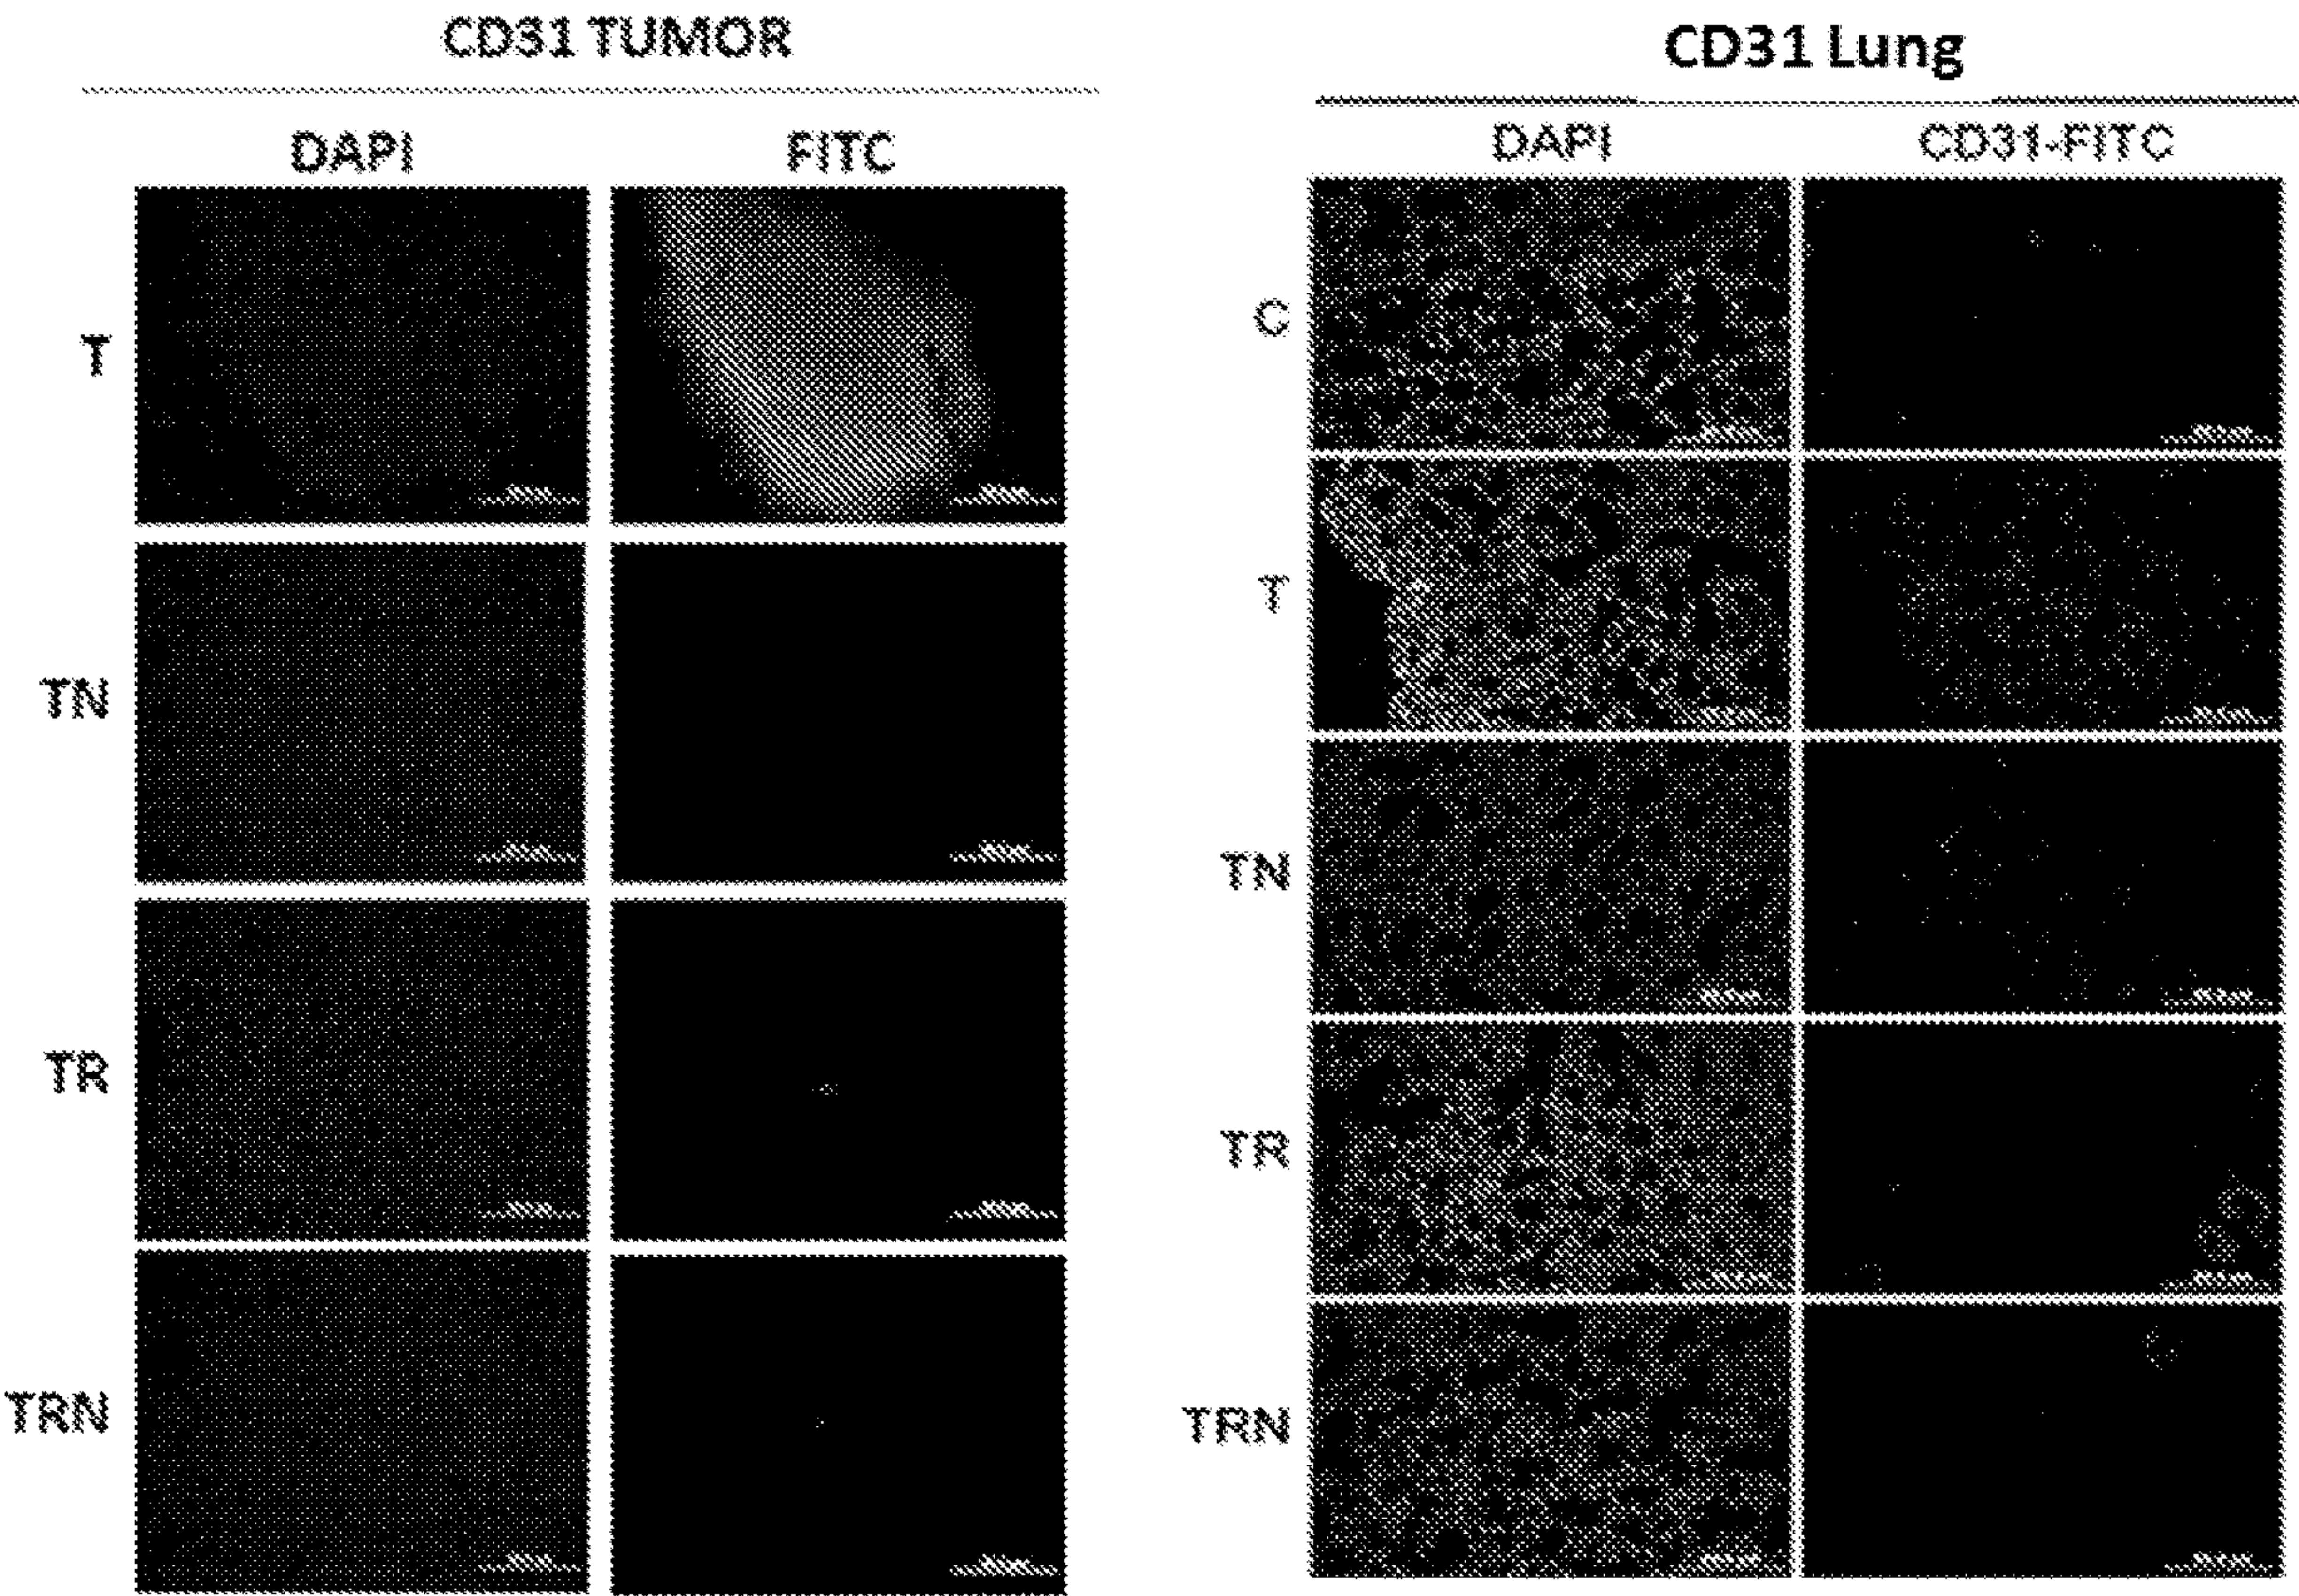 CD31 TUMOR
DAPI FITC
T
TN
TR
TRN
CD31 Lung
DAPI CD31-FITC
C
T
TN
TR
TRN